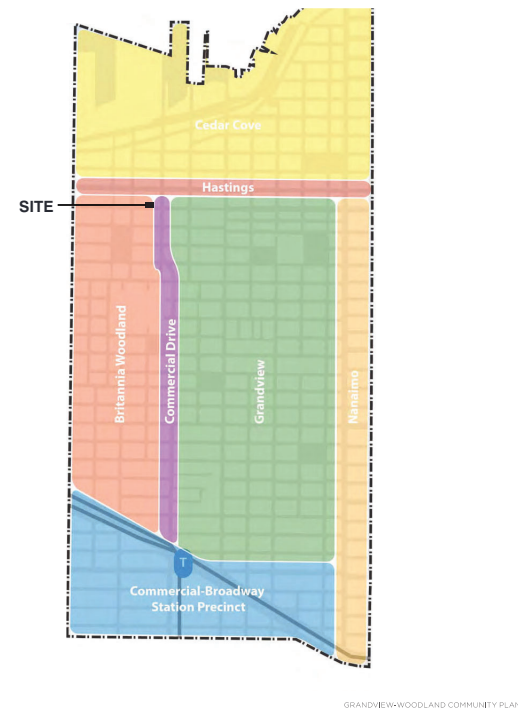 Cedar Cove
Hastings
SITE
Britannia Woodland
Commercial Drive
Grandview
Nanaimo
T
Commercial-Broadway
Station Precinct
GRANDVIEW-WOODLAND COMMUNITY PLAN